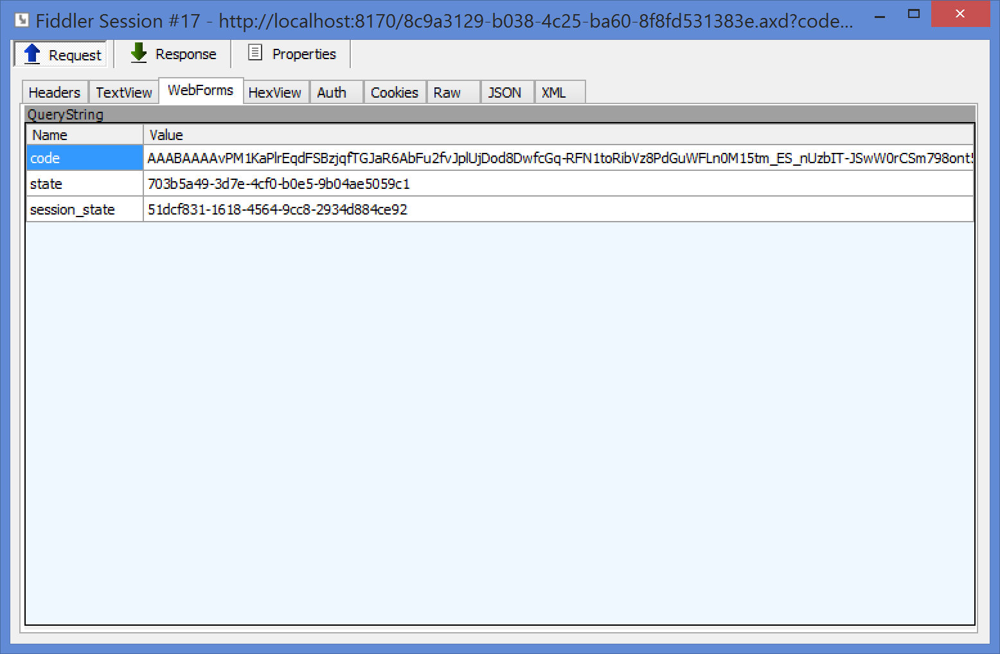 Fiddler Session #17 - http://localhost:8170/8c9a3129-b038-4c25-ba60-8f8fd531383e.axd?code...
Request Response Properties
Headers TextView WebForms HexView Auth Cookies Raw JSON XML
QueryString
Name Value
code AAABAAAAvPM1KaPlrEqdFSBzjqfTGJaR6AbFu2fvJplUjDod8DwfcGq-RFN1toRibVz8PdGuWFLn0M15tm_ES_nUzbIT-JSwW0rCSm798ont!
state 703b5a49-3d7e-4cf0-b0e5-9b04ae5059c1
session_state 51dcf831-1618-4564-9cc8-2934d884ce92